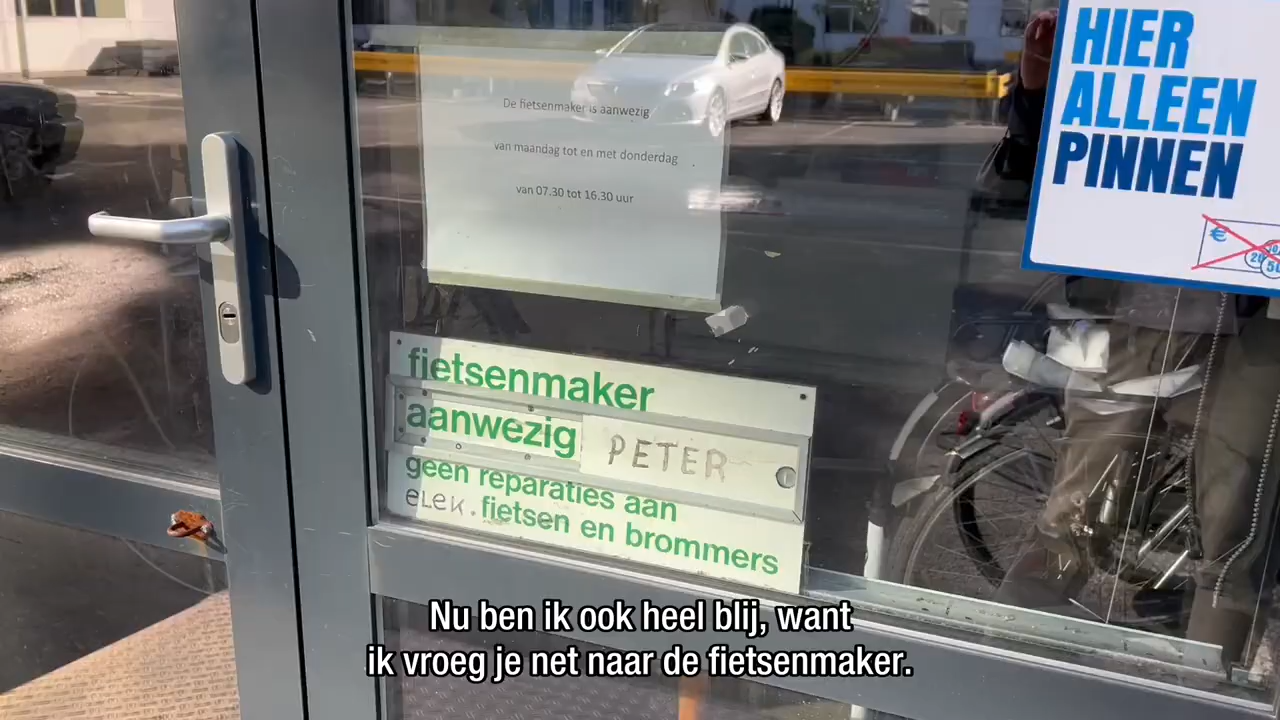 De fietsenmaker is aanwezig
van maandag tot en met donderdag
van 07.30 tot 16.30 uur
HIER
ALLEEN
PINNEN
€
fietsenmaker
aanwezig PETER
geen reparaties aan
ELEK. fietsen en brommers
Nu ben ik ook heel blij, want
ik vroeg je net naar de fietsenmaker.